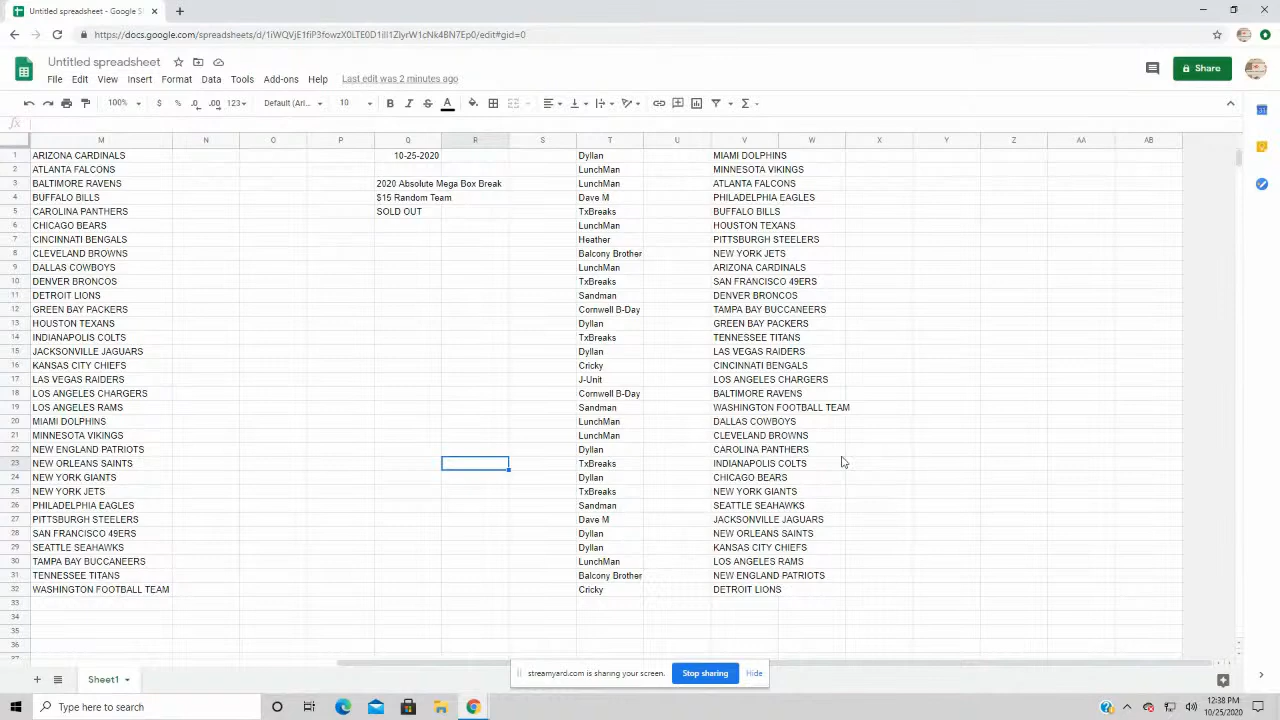 Untitled spreadsheet - Google S
https://docs.google.com/spreadsheets/d/1iWQVjE1fiP3fowzX0LTE0D1iIl1ZlyrW1cNk4BN7Ep0/edit#gid=0
Untitled spreadsheet
File Edit View Insert Format Data Tools Add-ons Help Last edit was 2 minutes ago
Share
100% $ % .0 .00 123 Default (Ari... 10 B I S A
fx
M N O P Q R S T U V W X Y Z AA AB
1 ARIZONA CARDINALS 10-25-2020 Dyllan MIAMI DOLPHINS
2 ATLANTA FALCONS LunchMan MINNESOTA VIKINGS
3 BALTIMORE RAVENS 2020 Absolute Mega Box Break LunchMan ATLANTA FALCONS
4 BUFFALO BILLS $15 Random Team Dave M PHILADELPHIA EAGLES
5 CAROLINA PANTHERS SOLD OUT TxBreaks BUFFALO BILLS
6 CHICAGO BEARS LunchMan HOUSTON TEXANS
7 CINCINNATI BENGALS Heather PITTSBURGH STEELERS
8 CLEVELAND BROWNS Balcony Brother NEW YORK JETS
9 DALLAS COWBOYS LunchMan ARIZONA CARDINALS
10 DENVER BRONCOS TxBreaks SAN FRANCISCO 49ERS
11 DETROIT LIONS Sandman DENVER BRONCOS
12 GREEN BAY PACKERS Cornwell B-Day TAMPA BAY BUCCANEERS
13 HOUSTON TEXANS Dyllan GREEN BAY PACKERS
14 INDIANAPOLIS COLTS TxBreaks TENNESSEE TITANS
15 JACKSONVILLE JAGUARS Dyllan LAS VEGAS RAIDERS
16 KANSAS CITY CHIEFS Cricky CINCINNATI BENGALS
17 LAS VEGAS RAIDERS J-Unit LOS ANGELES CHARGERS
18 LOS ANGELES CHARGERS Cornwell B-Day BALTIMORE RAVENS
19 LOS ANGELES RAMS Sandman WASHINGTON FOOTBALL TEAM
20 MIAMI DOLPHINS LunchMan DALLAS COWBOYS
21 MINNESOTA VIKINGS LunchMan CLEVELAND BROWNS
22 NEW ENGLAND PATRIOTS Dyllan CAROLINA PANTHERS
23 NEW ORLEANS SAINTS TxBreaks INDIANAPOLIS COLTS
24 NEW YORK GIANTS Dyllan CHICAGO BEARS
25 NEW YORK JETS TxBreaks NEW YORK GIANTS
26 PHILADELPHIA EAGLES Sandman SEATTLE SEAHAWKS
27 PITTSBURGH STEELERS Dave M JACKSONVILLE JAGUARS
28 SAN FRANCISCO 49ERS Dyllan NEW ORLEANS SAINTS
29 SEATTLE SEAHAWKS Dyllan KANSAS CITY CHIEFS
30 TAMPA BAY BUCCANEERS LunchMan LOS ANGELES RAMS
31 TENNESSEE TITANS Balcony Brother NEW ENGLAND PATRIOTS
32 WASHINGTON FOOTBALL TEAM Cricky DETROIT LIONS
33
34
35
36
Sheet1
streamyard.com is sharing your screen. Stop sharing Hide
Type here to search
12:38 PM
10/25/2020